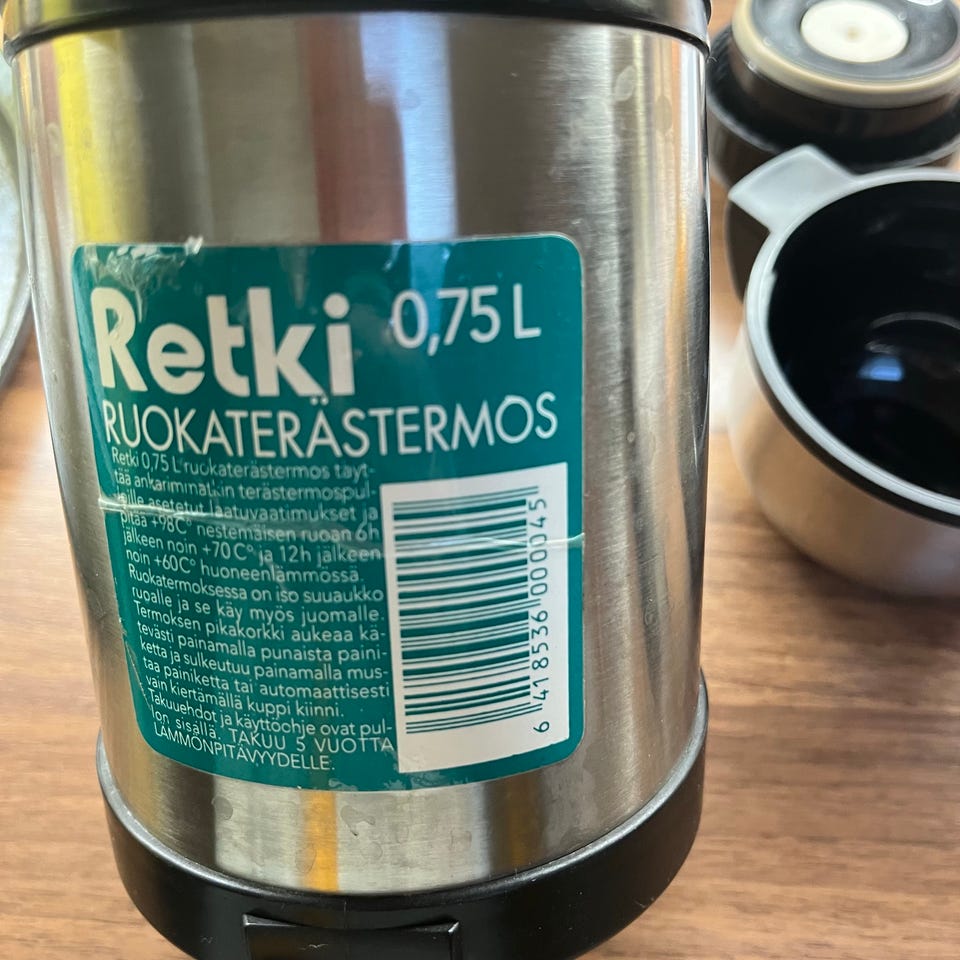 Retki 0,75 L
RUOKATERÄSTERMOS
Retki 0,75 L ruokaterästermos täyt-
tää ankarimmatkin terästermospul-
loille asetetut laatuvaatimukset ja
pitää +98C° nestemäisen ruoan 6h
jälkeen noin +70C° ja 12h jälkeen
noin +60C° huoneenlämmössä.
Ruokatermoksessa on iso suuaukko
ruoalle ja se käy myös juomalle.
Termoksen pikakorkki aukeaa kä-
tevästi painamalla punaista paini-
ketta ja sulkeutuu painamalla mus-
taa painiketta tai automaattisesti
vain kiertämällä kuppi kiinni.
Takuuehdot ja käyttöohje ovat pul-
lon sisällä. TAKUU 5 VUOTTA
LÄMMÖNPITÄVYYDELLE.
6 418536 000045